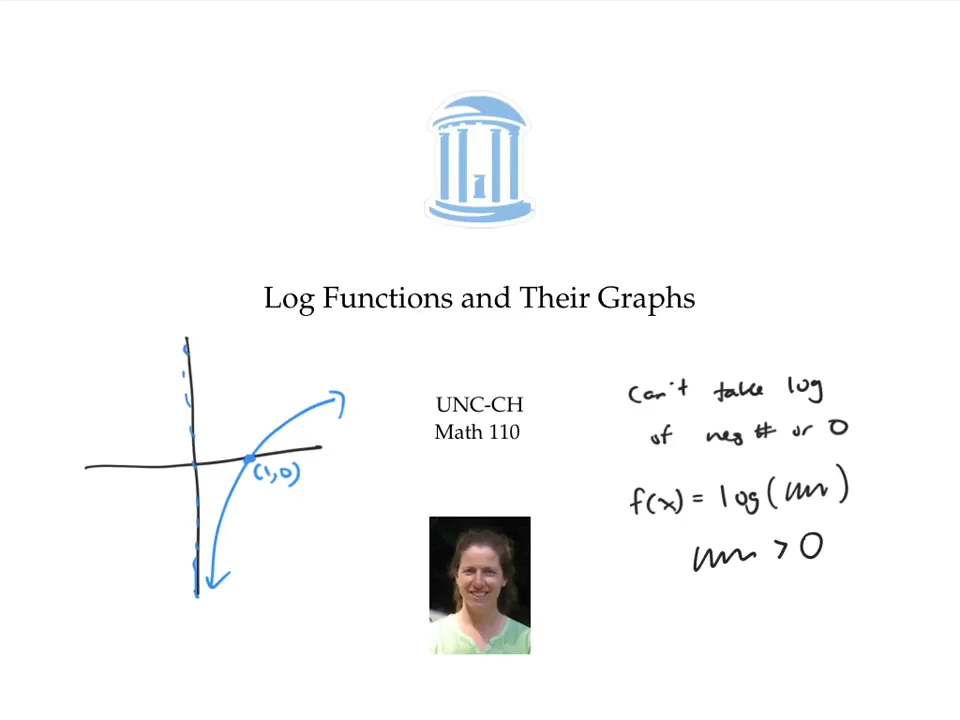 Log Functions and Their Graphs
UNC-CH
Math 110
(1,0)
Can't take log
of neg # or 0
f(x) = log( )
> 0